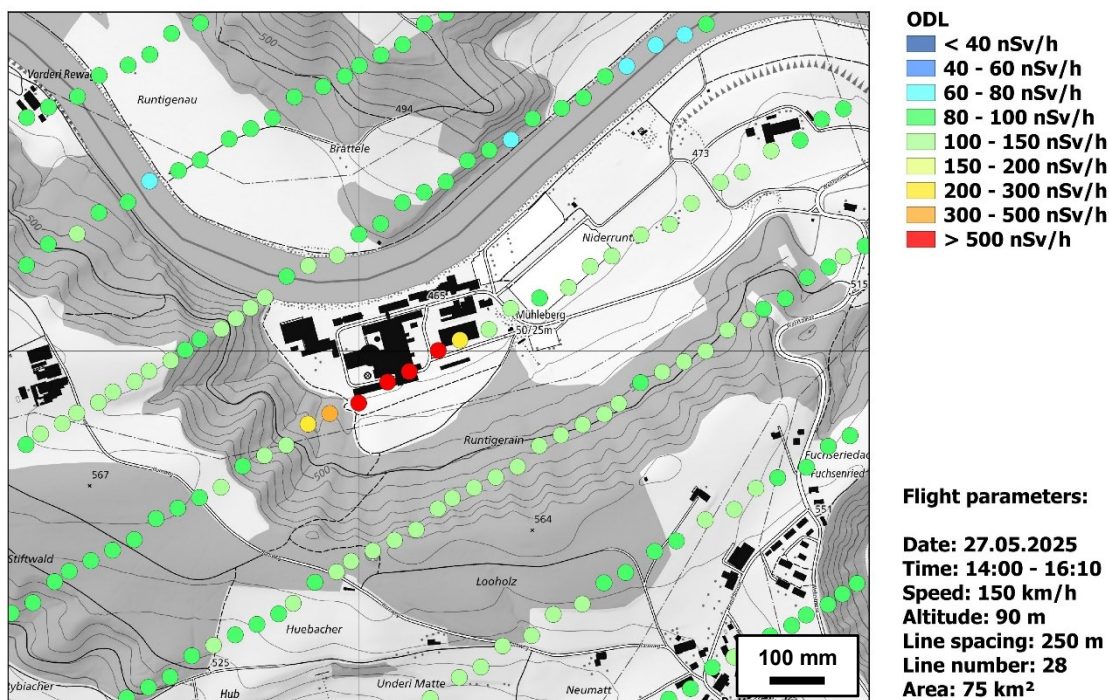 ODL
< 40 nSv/h
40 - 60 nSv/h
60 - 80 nSv/h
80 - 100 nSv/h
100 - 150 nSv/h
150 - 200 nSv/h
200 - 300 nSv/h
300 - 500 nSv/h
> 500 nSv/h
500
Vorderi Rewag
Runtigenau
494
Brättele
473
500
Niderrunti
465
Mühleberg
50/25m
515
Runtigerain
500
567
564
Fuchseried
551
Stiftwald
Looholz
Huebacher
525
Hub
Underi Matte
Neumatt
100 mm
Flight parameters:
Date: 27.05.2025
Time: 14:00 - 16:10
Speed: 150 km/h
Altitude: 90 m
Line spacing: 250 m
Line number: 28
Area: 75 km²